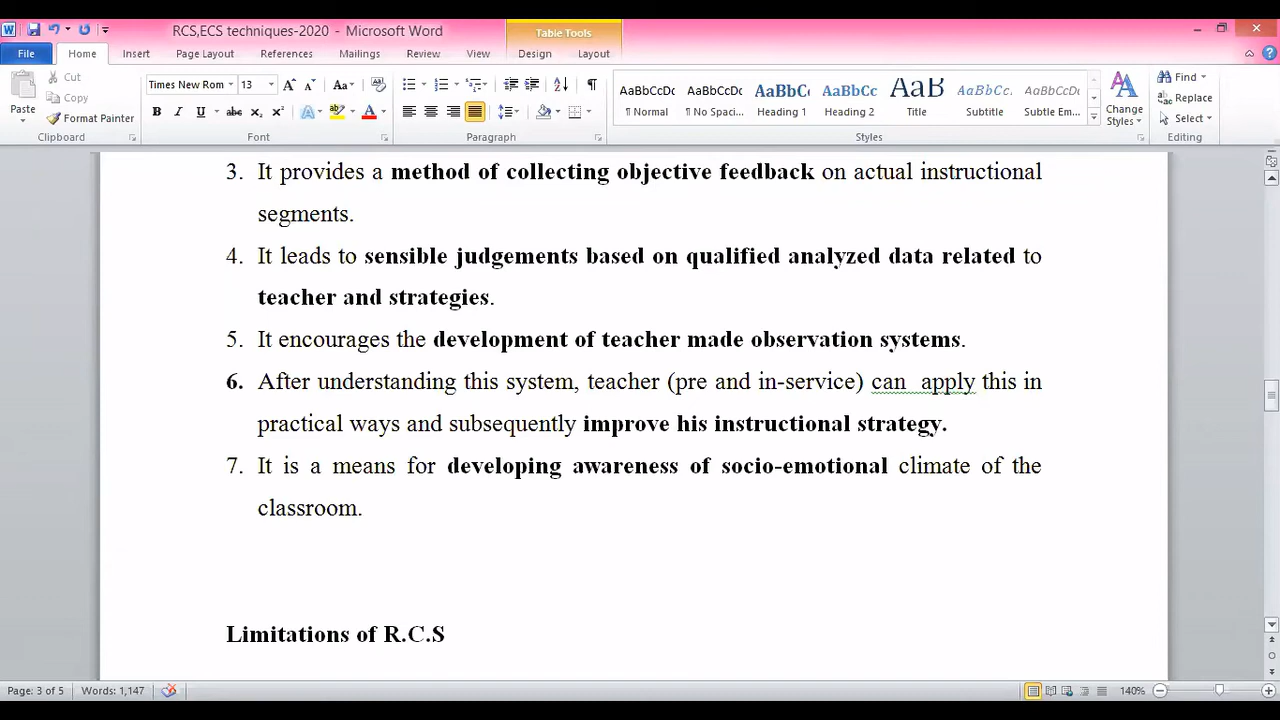 RCS,ECS techniques-2020 - Microsoft Word
Table Tools
File Home Insert Page Layout References Mailings Review View Design Layout
Paste
Cut
Copy
Format Painter
Clipboard
Times New Rom 13
Font
Paragraph
AaBbCcDc AaBbCcDc AaBbC( AaBbCc AaB AaBbCc. AaBbCcDc
¶ Normal ¶ No Spaci... Heading 1 Heading 2 Title Subtitle Subtle Em...
Styles
Change Styles
Find
Replace
Select
Editing
3. It provides a method of collecting objective feedback on actual instructional
segments.
4. It leads to sensible judgements based on qualified analyzed data related to
teacher and strategies.
5. It encourages the development of teacher made observation systems.
6. After understanding this system, teacher (pre and in-service) can apply this in
practical ways and subsequently improve his instructional strategy.
7. It is a means for developing awareness of socio-emotional climate of the
classroom.
Limitations of R.C.S
Page: 3 of 5 Words: 1,147 140%